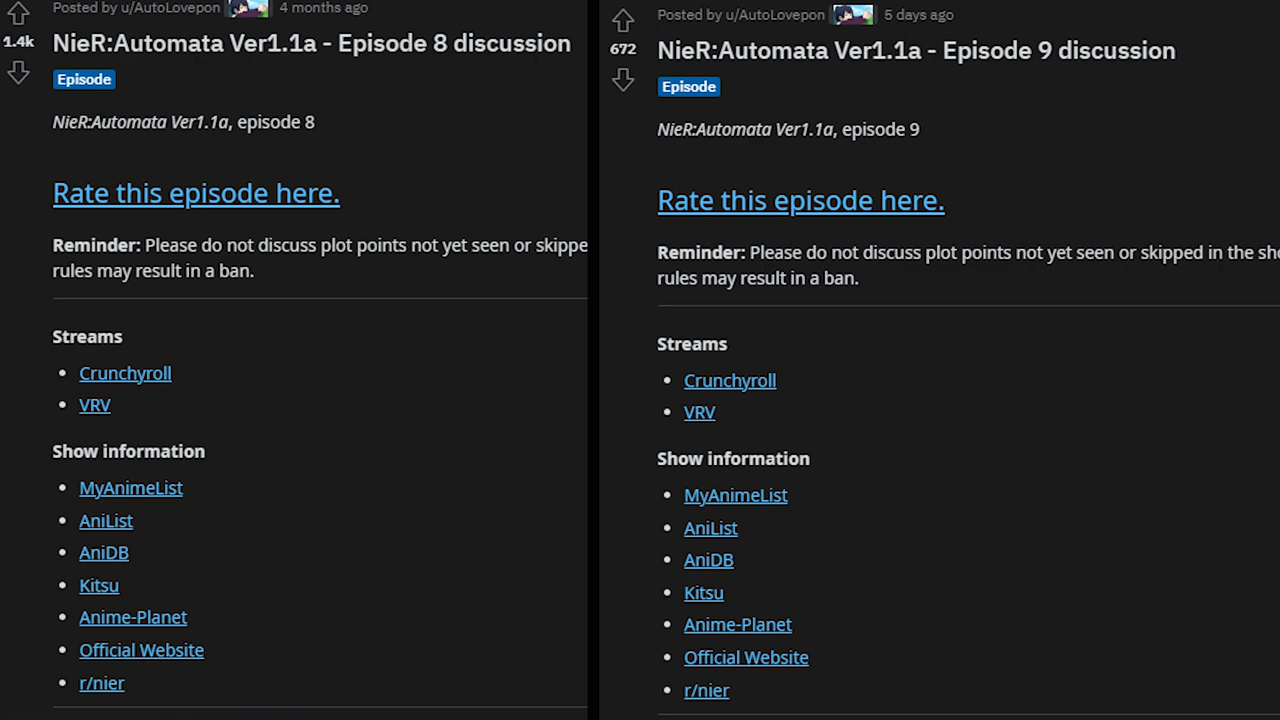 Posted by u/AutoLovepon 4 months ago
1.4k
NieR:Automata Ver1.1a - Episode 8 discussion
Episode
NieR:Automata Ver1.1a, episode 8
Rate this episode here.
Reminder: Please do not discuss plot points not yet seen or skippe
rules may result in a ban.
Streams
Crunchyroll
VRV
Show information
MyAnimeList
AniList
AniDB
Kitsu
Anime-Planet
Official Website
r/nier
Posted by u/AutoLovepon 5 days ago
672
NieR:Automata Ver1.1a - Episode 9 discussion
Episode
NieR:Automata Ver1.1a, episode 9
Rate this episode here.
Reminder: Please do not discuss plot points not yet seen or skipped in the sho
rules may result in a ban.
Streams
Crunchyroll
VRV
Show information
MyAnimeList
AniList
AniDB
Kitsu
Anime-Planet
Official Website
r/nier